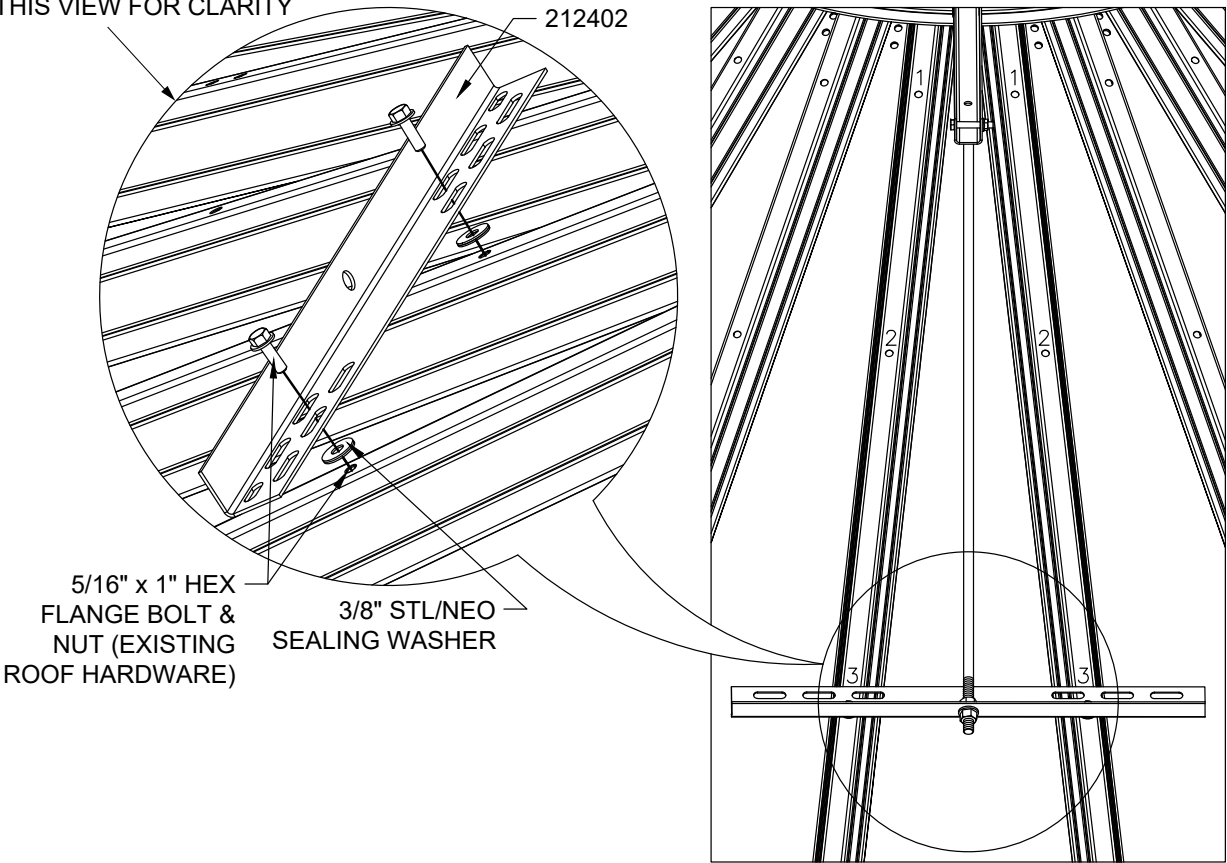 THIS VIEW FOR CLARITY
212402
5/16" x 1" HEX
FLANGE BOLT &
NUT (EXISTING
ROOF HARDWARE)
3/8" STL/NEO
SEALING WASHER
1 1
2 2
3 3